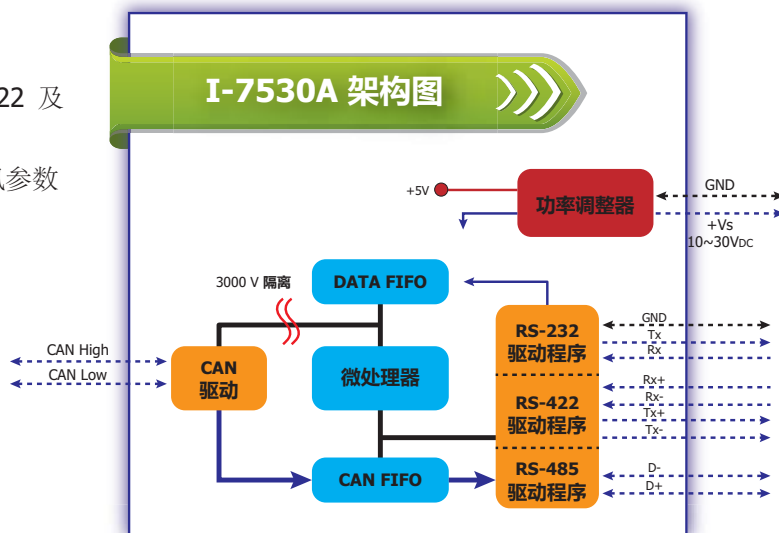 22 及
参数
I-7530A 架构图
+5V
功率调整器
GND
+Vs
10~30VDC
3000 V 隔离
DATA FIFO
CAN High
CAN Low
CAN
驱动
微处理器
CAN FIFO
RS-232
驱动程序
RS-422
驱动程序
RS-485
驱动程序
GND
Tx
Rx
Rx+
Rx-
Tx+
Tx-
D-
D+